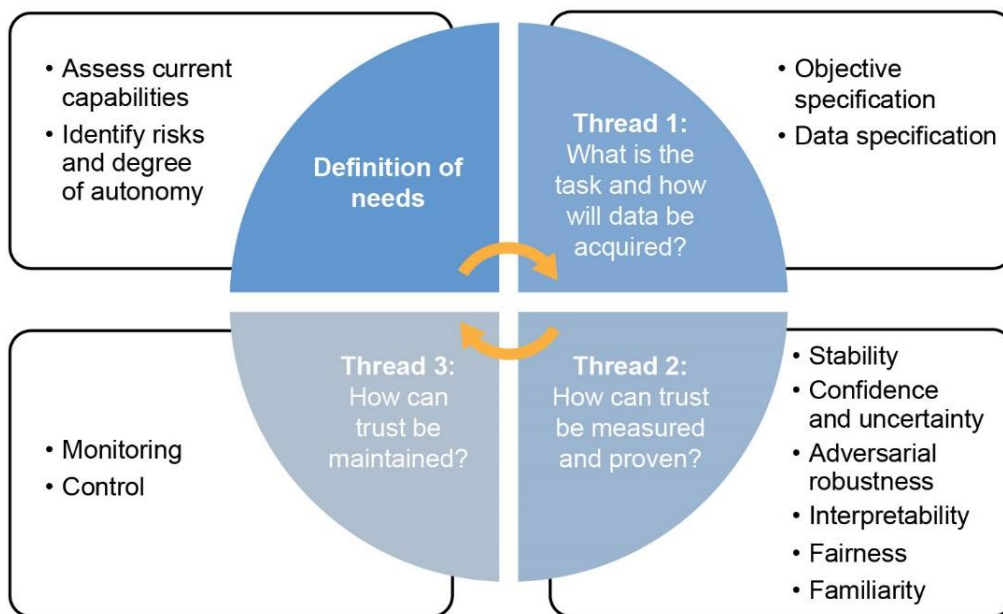 • Assess current
capabilities
• Identify risks
and degree
of autonomy
Definition of
needs
Thread 1:
What is the
task and how
will data be
acquired?
• Objective
specification
• Data specification
• Monitoring
• Control
Thread 3:
How can
trust be
maintained?
Thread 2:
How can trust
be measured
and proven?
• Stability
• Confidence
and uncertainty
• Adversarial
robustness
• Interpretability
• Fairness
• Familiarity